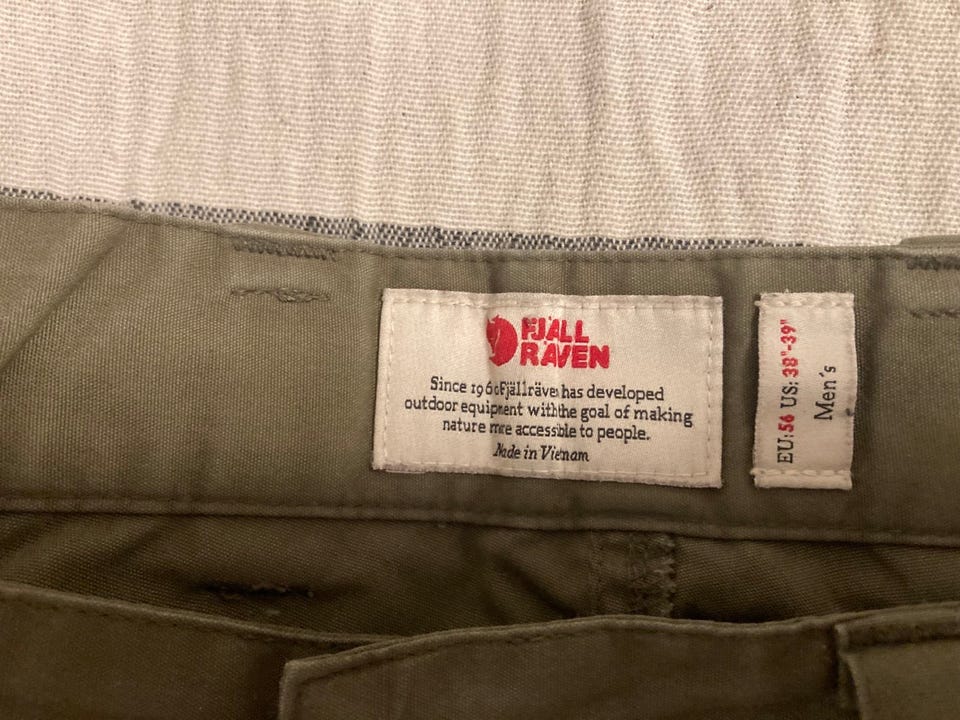 FJÄLL
RÄVEN
Since 1960 Fjällräven has developed
outdoor equipment with the goal of making
nature more accessible to people.
Made in Vietnam
EU: 56 US: 38"-39"
Men´s